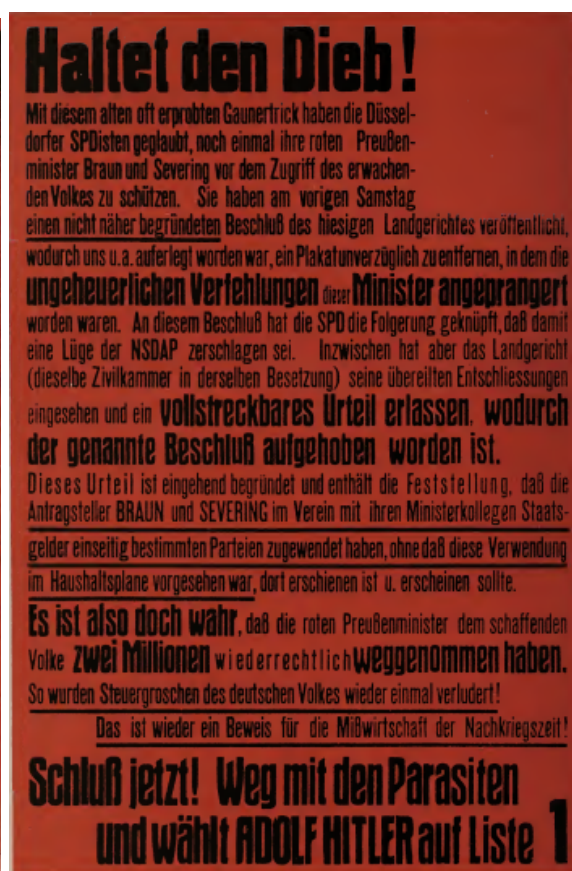 Haltet den Dieb!
Mit diesem alten oft erprobten Gaunertrick haben die Düssel-
dorfer SPDisten geglaubt, noch einmal ihre roten Preußen-
minister Braun und Severing vor dem Zugriff des erwachen-
den Volkes zu schützen. Sie haben am vorigen Samstag
einen nicht näher begründeten Beschluß des hiesigen Landgerichtes veröffentlicht,
wodurch uns u.a. auferlegt worden war, ein Plakat unverzüglich zu entfernen, in dem die
ungeheuerlichen Verfehlungen dieser Minister angeprangert
worden waren. An diesem Beschluß hat die SPD die Folgerung geknüpft, daß damit
eine Lüge der NSDAP zerschlagen sei. Inzwischen hat aber das Landgericht
(dieselbe Zivilkammer in derselben Besetzung) seine übereilten Entschliessungen
eingesehen und ein vollstreckbares Urteil erlassen, wodurch
der genannte Beschluß aufgehoben worden ist.
Dieses Urteil ist eingehend begründet und enthält die Feststellung, daß die
Antragsteller BRAUN und SEVERING im Verein mit ihren Ministerkollegen Staats-
gelder einseitig bestimmten Parteien zugewendet haben, ohne daß diese Verwendung
im Haushaltsplane vorgesehen war, dort erschienen ist u. erscheinen sollte.
Es ist also doch wahr, daß die roten Preußenminister dem schaffenden
Volke zwei Millionen wiederrechtlich weggenommen haben.
So wurden Steuergroschen des deutschen Volkes wieder einmal verludert!
Das ist wieder ein Beweis für die Mißwirtschaft der Nachkriegszeit!
Schluß jetzt! Weg mit den Parasiten
und wählt ADOLF HITLER auf Liste 1